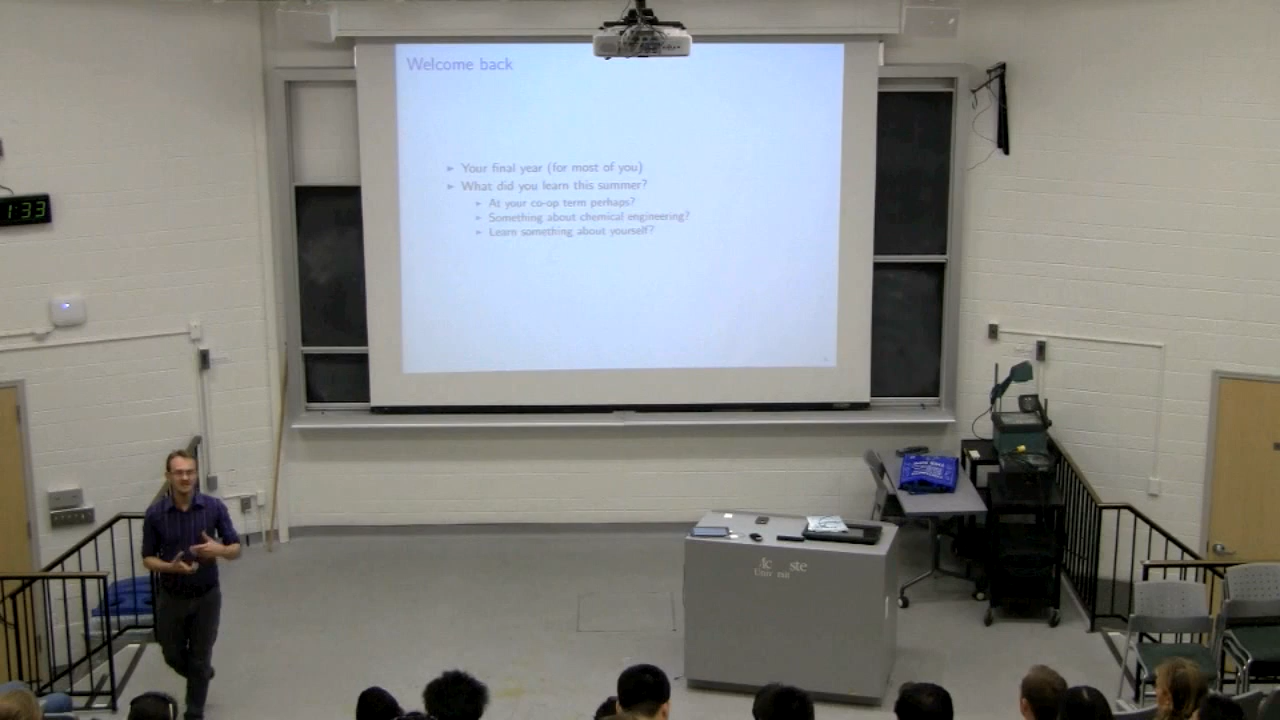 Welcome back
Your final year (for most of you)
What did you learn this summer?
At your co-op term perhaps?
Something about chemical engineering?
Learn something about yourself?
1:33